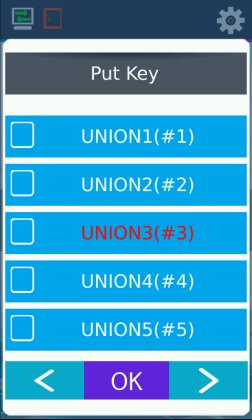 Put Key
UNION1(#1)
UNION2(#2)
UNION3(#3)
UNION4(#4)
UNION5(#5)
< OK >